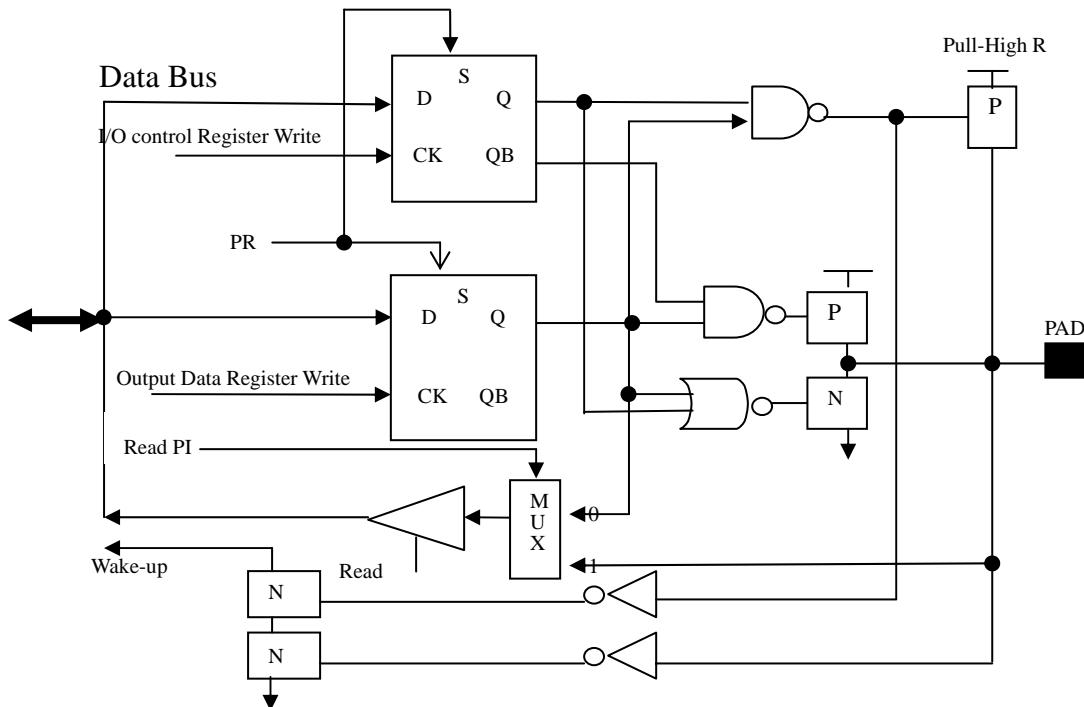 Pull-High R
Data Bus
S
D
Q
P
I/O control Register Write
CK
QB
PR
S
D
Q
P
PAD
Output Data Register Write
CK
QB
N
Read PI
M
U
X
0
Wake-up
Read
1
N
N